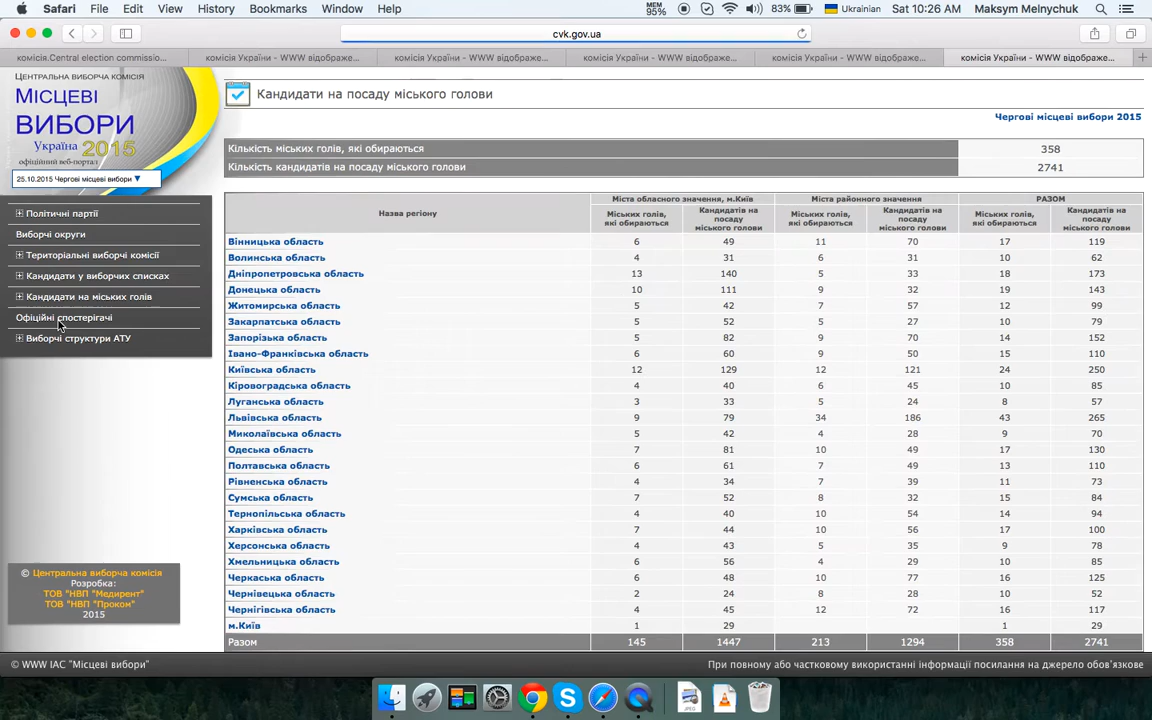 Safari File Edit View History Bookmarks Window Help MEM 95% 83% Ukrainian Sat 10:26 AM Maksym Melnychuk
cvk.gov.ua
комісія.Central election commissio... комісія України - WWW відображе... комісія України - WWW відображе... комісія України - WWW відображе... комісія України - WWW відображе... комісія України - WWW відображе...
ЦЕНТРАЛЬНА ВИБОРЧА КОМІСІЯ
МІСЦЕВІ
ВИБОРИ
Україна 2015
офіційний веб-портал
25.10.2015 Чергові місцеві вибори ▼
Політичні партії
Виборчі округи
Територіальні виборчі комісії
Кандидати у виборчих списках
Кандидати на міських голів
Офіційні спостерігачі
Виборчі структури АТУ
© Центральна виборча комісія
Розробка:
ТОВ "НВП "Медирент"
ТОВ "НВП "Проком"
2015
Кандидати на посаду міського голови
Чергові місцеві вибори 2015
Кількість міських голів, які обираються 358
Кількість кандидатів на посаду міського голови 2741
Назва регіону Міста обласного значення, м.Київ Міста районного значення РАЗОМ
Міських голів, які обираються Кандидатів на посаду міського голови Міських голів, які обираються Кандидатів на посаду міського голови Міських голів, які обираються Кандидатів на посаду міського голови
Вінницька область 6 49 11 70 17 119
Волинська область 4 31 6 31 10 62
Дніпропетровська область 13 140 5 33 18 173
Донецька область 10 111 9 32 19 143
Житомирська область 5 42 7 57 12 99
Закарпатська область 5 52 5 27 10 79
Запорізька область 5 82 9 70 14 152
Івано-Франківська область 6 60 9 50 15 110
Київська область 12 129 12 121 24 250
Кіровоградська область 4 40 6 45 10 85
Луганська область 3 33 5 24 8 57
Львівська область 9 79 34 186 43 265
Миколаївська область 5 42 4 28 9 70
Одеська область 7 81 10 49 17 130
Полтавська область 6 61 7 49 13 110
Рівненська область 4 34 7 39 11 73
Сумська область 7 52 8 32 15 84
Тернопільська область 4 40 10 54 14 94
Харківська область 7 44 10 56 17 100
Херсонська область 4 43 5 35 9 78
Хмельницька область 6 56 4 29 10 85
Черкаська область 6 48 10 77 16 125
Чернівецька область 2 24 8 28 10 52
Чернігівська область 4 45 12 72 16 117
м.Київ 1 29 1 29
Разом 145 1447 213 1294 358 2741
© WWW IAC "Місцеві вибори" При повному або частковому використанні інформації посилання на джерело обов'язкове